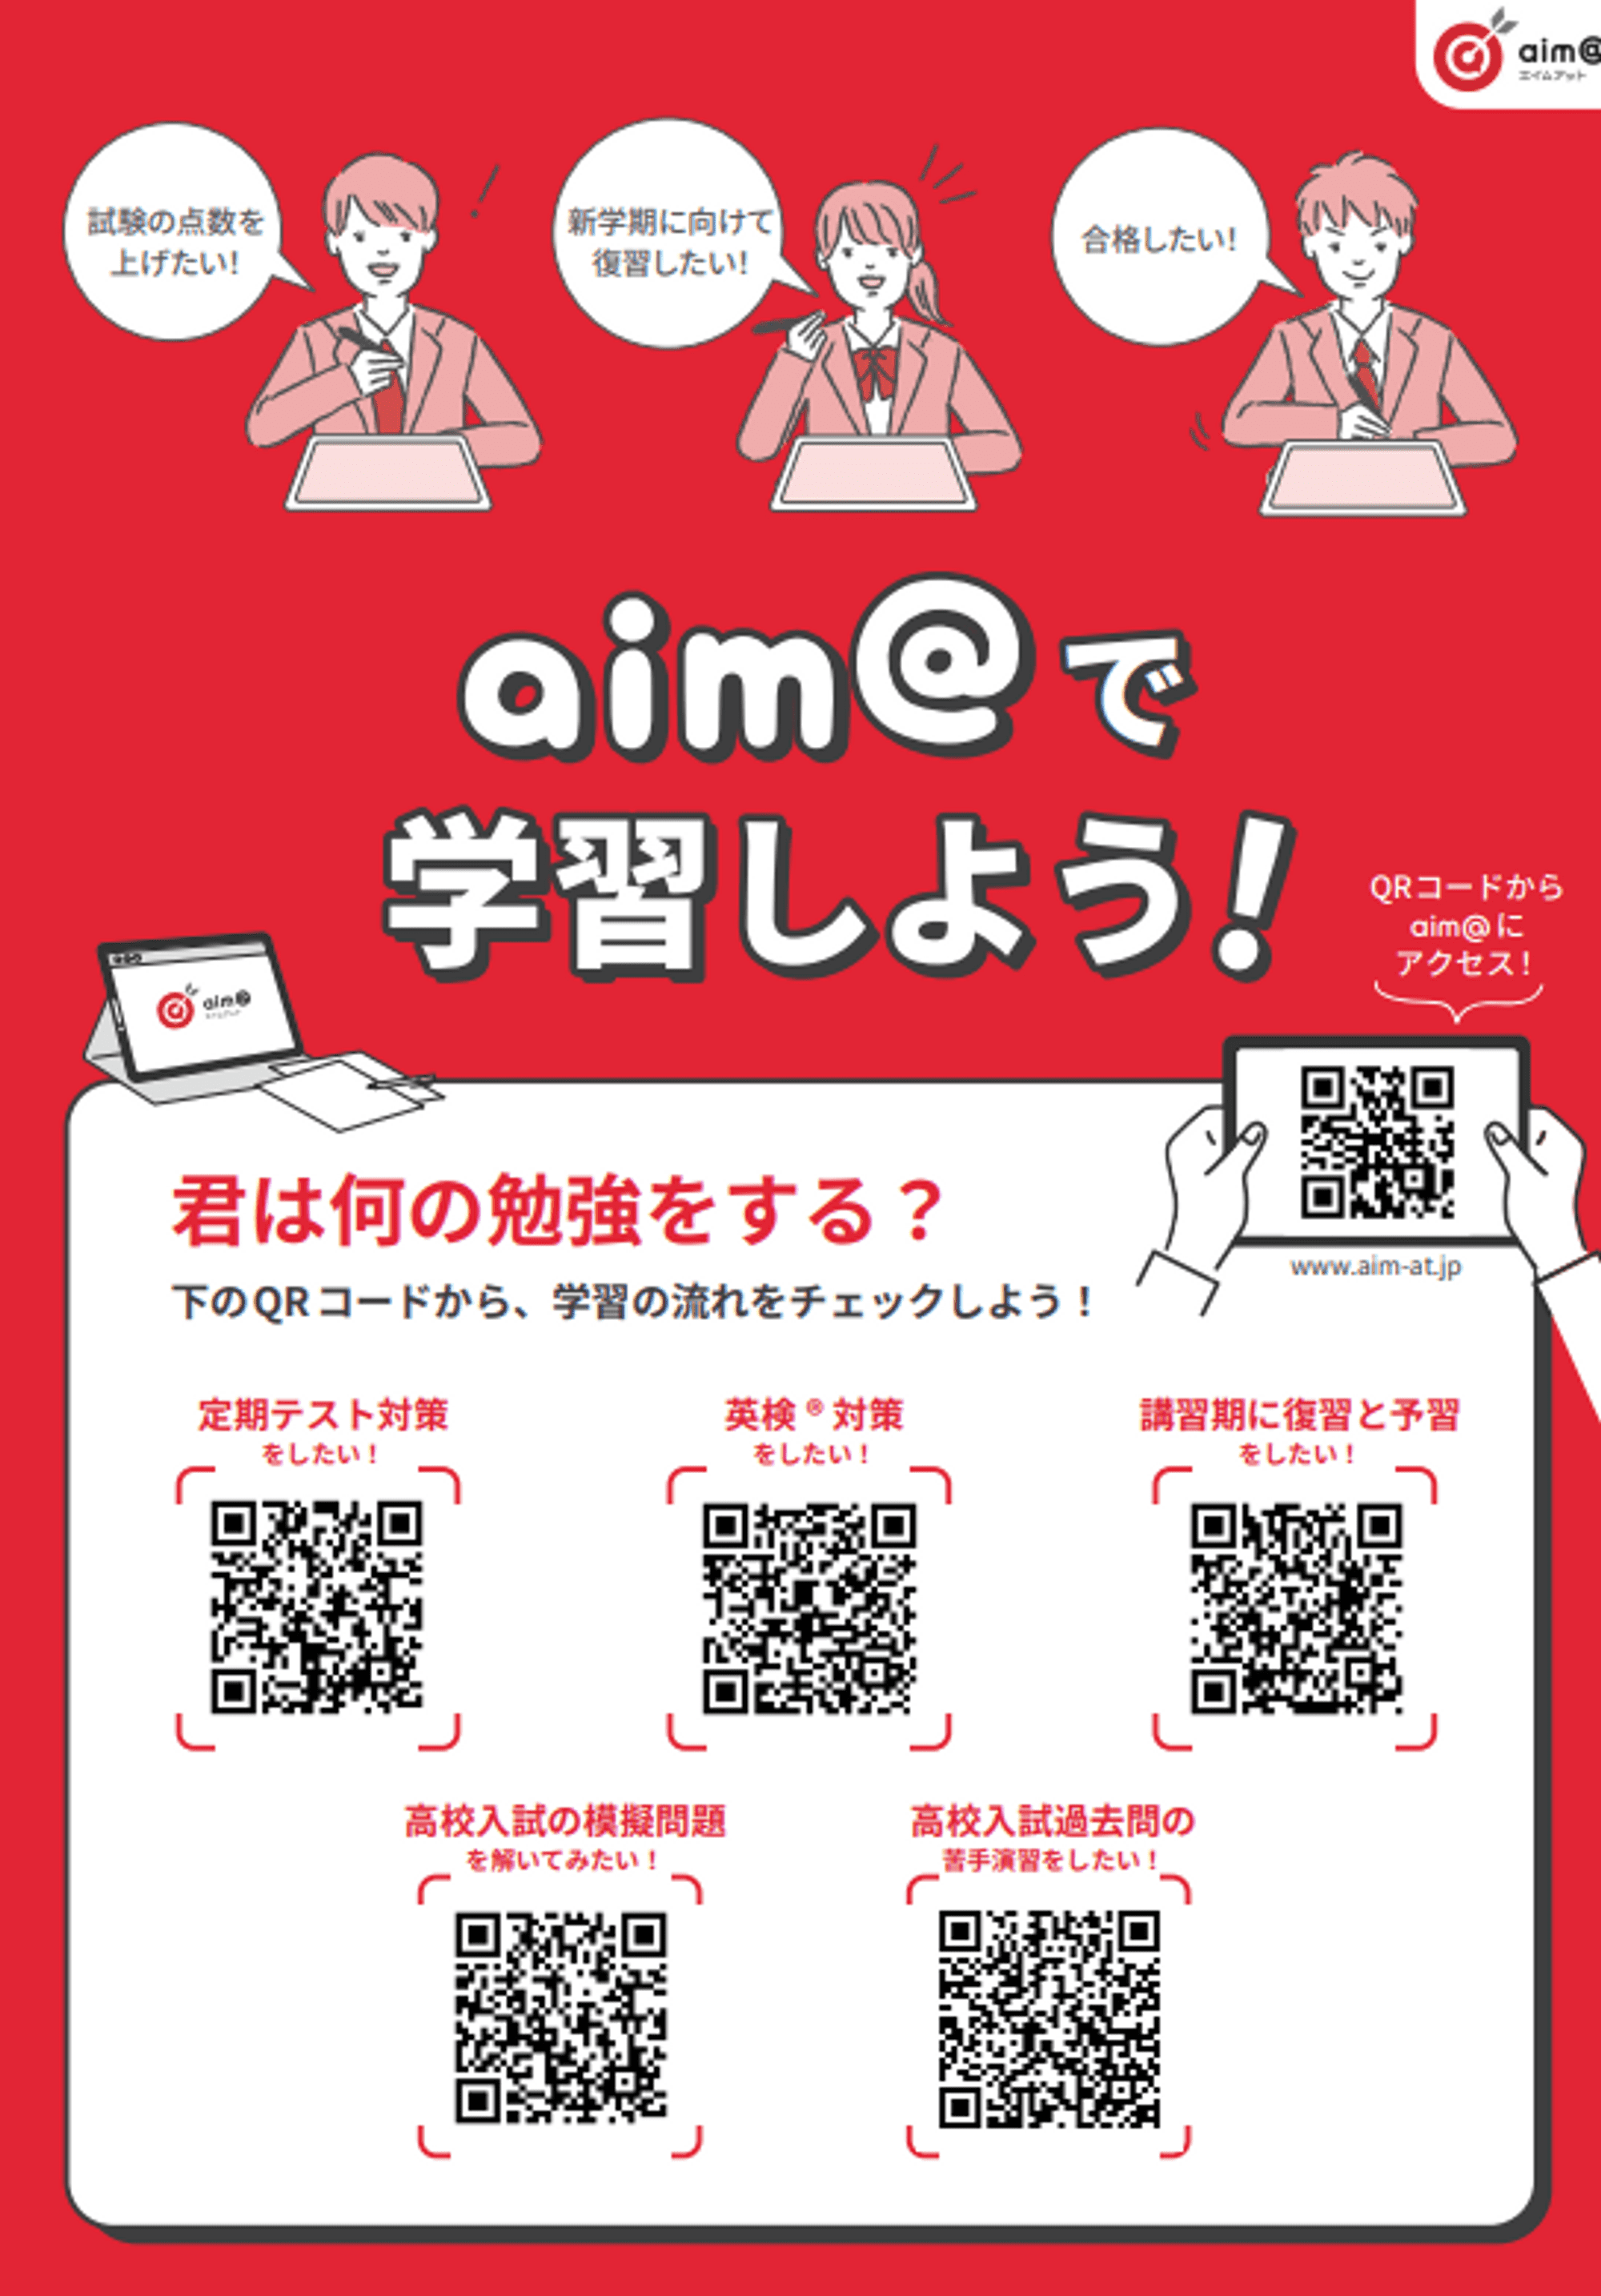 aim@
エイムアット
試験の点数を
上げたい!
新学期に向けて
復習したい!
合格したい!
aim@で
学習しよう!
QRコードから
aim@に
アクセス!
aim@
www.aim-at.jp
君は何の勉強をする？
下のQRコードから、学習の流れをチェックしよう！
定期テスト対策
をしたい！
英検®対策
をしたい！
講習期に復習と予習
をしたい！
高校入試の模擬問題
を解いてみたい！
高校入試過去問の
苦手演習をしたい！